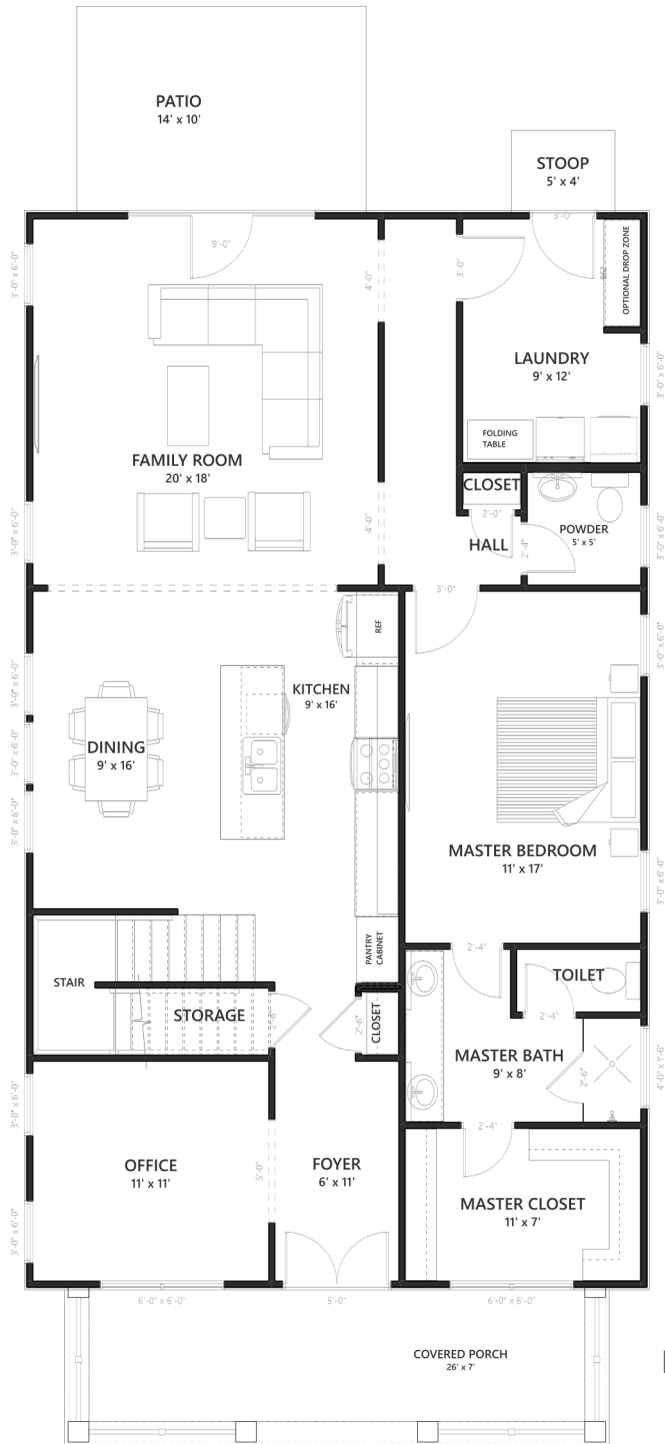 PATIO
14' x 10'
STOOP
5' x 4'
3'-0"
9'-0"
3'-0" x 6'-0"
4'-0"
3'-0"
862
OPTIONAL DROP ZONE
LAUNDRY
9' x 12'
3'-0" x 6'-0"
FOLDING
TABLE
FAMILY ROOM
20' x 18'
CLOSET
2'-0"
POWDER
5' x 5'
HALL
2'-4"
3'-0" x 6'-0"
4'-0"
3'-0" x 6'-0"
3'-0"
REF
3'-0" x 6'-0"
KITCHEN
9' x 16'
3'-0" x 6'-0"
DINING
9' x 16'
3'-0" x 6'-0"
3'-0" x 6'-0"
MASTER BEDROOM
11' x 17'
3'-0" x 6'-0"
PANTRY
CABINET
2'-4"
TOILET
2'-4"
STAIR
STORAGE
2'-6"
2'-6"
CLOSET
MASTER BATH
9' x 8'
2'-6"
4'-0" x 1'-6"
3'-0" x 6'-0"
2'-4"
OFFICE
11' x 11'
5'-0"
FOYER
6' x 11'
MASTER CLOSET
11' x 7'
3'-0" x 6'-0"
6'-0" x 6'-0"
5'-0"
6'-0" x 6'-0"
COVERED PORCH
26' x 7'